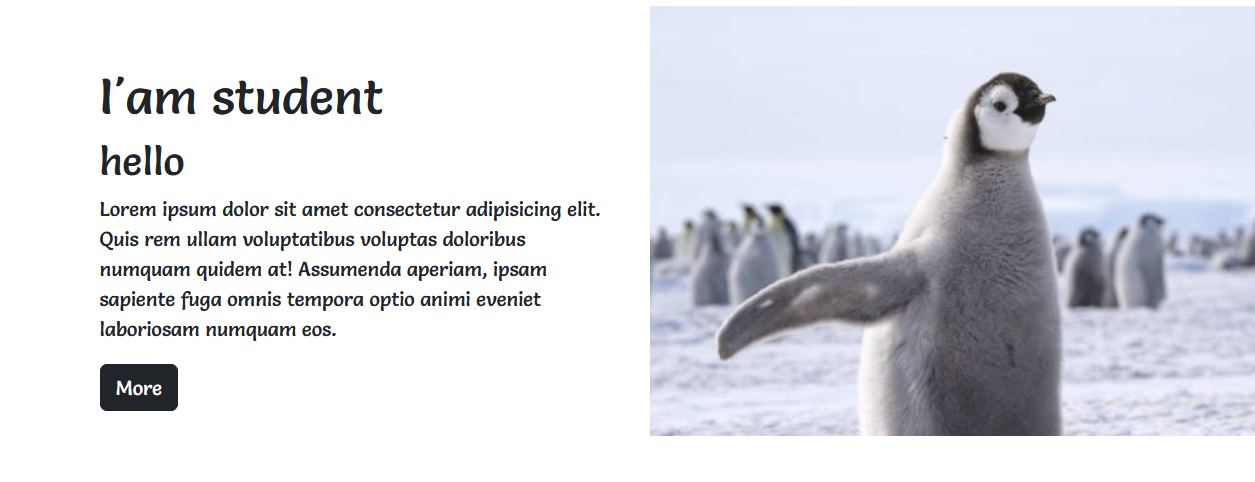 I'am student
hello
Lorem ipsum dolor sit amet consectetur adipisicing elit.
Quis rem ullam voluptatibus voluptas doloribus
numquam quidem at! Assumenda aperiam, ipsam
sapiente fuga omnis tempora optio animi eveniet
laboriosam numquam eos.
More